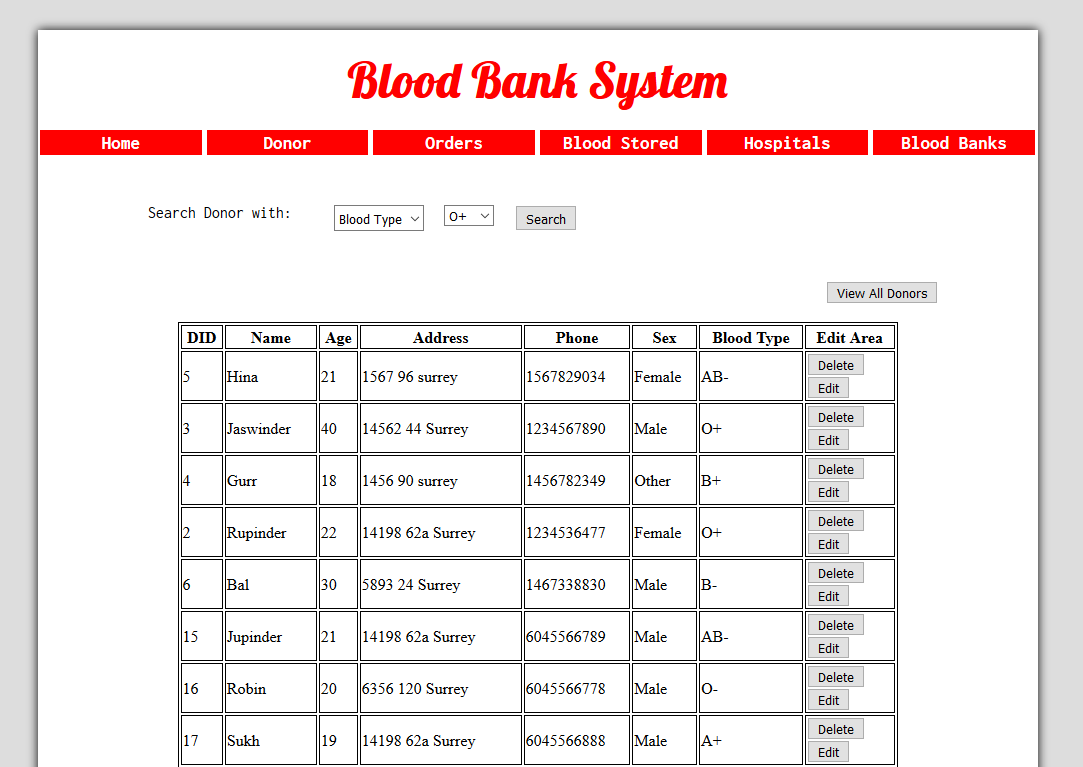 Blood Bank System
Home Donor Orders Blood Stored Hospitals Blood Banks
Search Donor with: Blood Type O+ Search
View All Donors
DID Name Age Address Phone Sex Blood Type Edit Area
5 Hina 21 1567 96 surrey 1567829034 Female AB- Delete
Edit
3 Jaswinder 40 14562 44 Surrey 1234567890 Male O+ Delete
Edit
4 Gurr 18 1456 90 surrey 1456782349 Other B+ Delete
Edit
2 Rupinder 22 14198 62a Surrey 1234536477 Female O+ Delete
Edit
6 Bal 30 5893 24 Surrey 1467338830 Male B- Delete
Edit
15 Jupinder 21 14198 62a Surrey 6045566789 Male AB- Delete
Edit
16 Robin 20 6356 120 Surrey 6045566778 Male O- Delete
Edit
17 Sukh 19 14198 62a Surrey 6045566888 Male A+ Delete
Edit